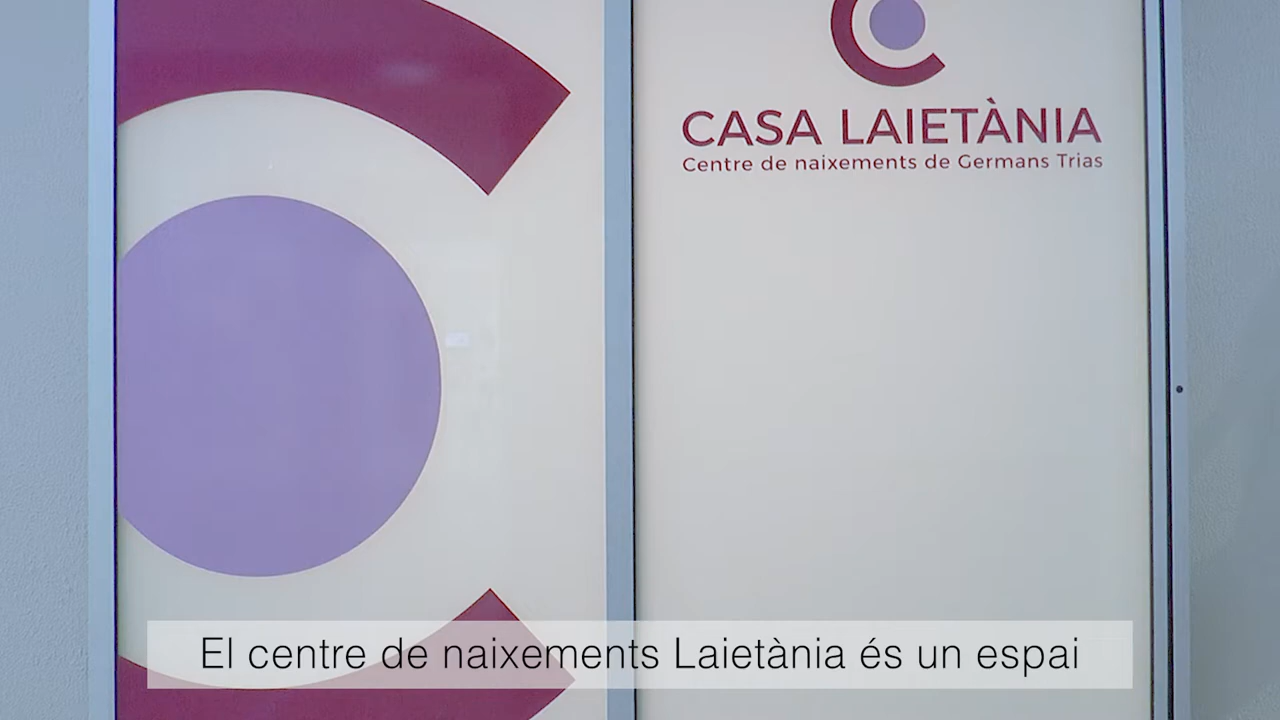 CASA LAIETÀNIA
Centre de naixements de Germans Trias
El centre de naixements Laietània és un espai